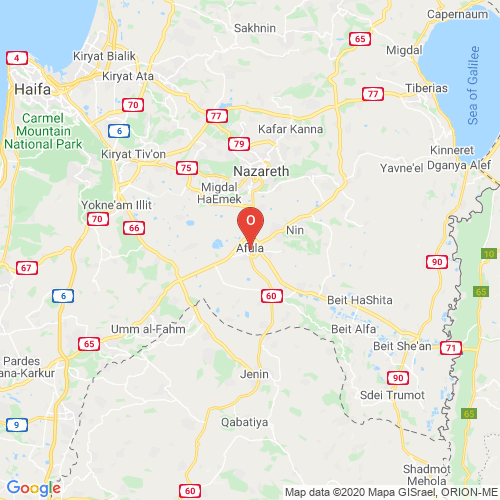 Sakhnin
Capernaum
65
Migdal
Kiryat Bialik
4
Kiryat Ata
Haifa
77
Tiberias
Sea of Galilee
70
77
Carmel
Mountain
National Park
6
Kafar Kanna
79
Kinneret
Kiryat Tiv'on
75
Nazareth
Yavne'el
Dganya Alef
Migdal
HaEmek
Yokne'am Illit
70
66
O
Nin
Afula
10
67
90
65
6
60
Beit HaShita
Umm al-Fahm
Beit Alfa
65
Beit She'an
71
Pardes
ana-Karkur
Jenin
90
Sdei Trumot
9
Qabatiya
65
Shadmot
Mehola
60
Google
Map data ©2020 Mapa GISrael, ORION-ME